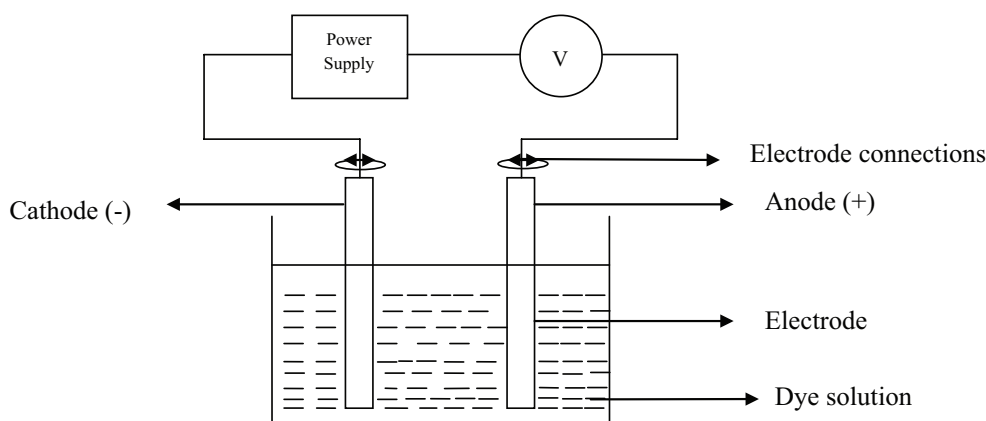 Power
Supply
V
Electrode connections
Cathode (-)
Anode (+)
Electrode
Dye solution